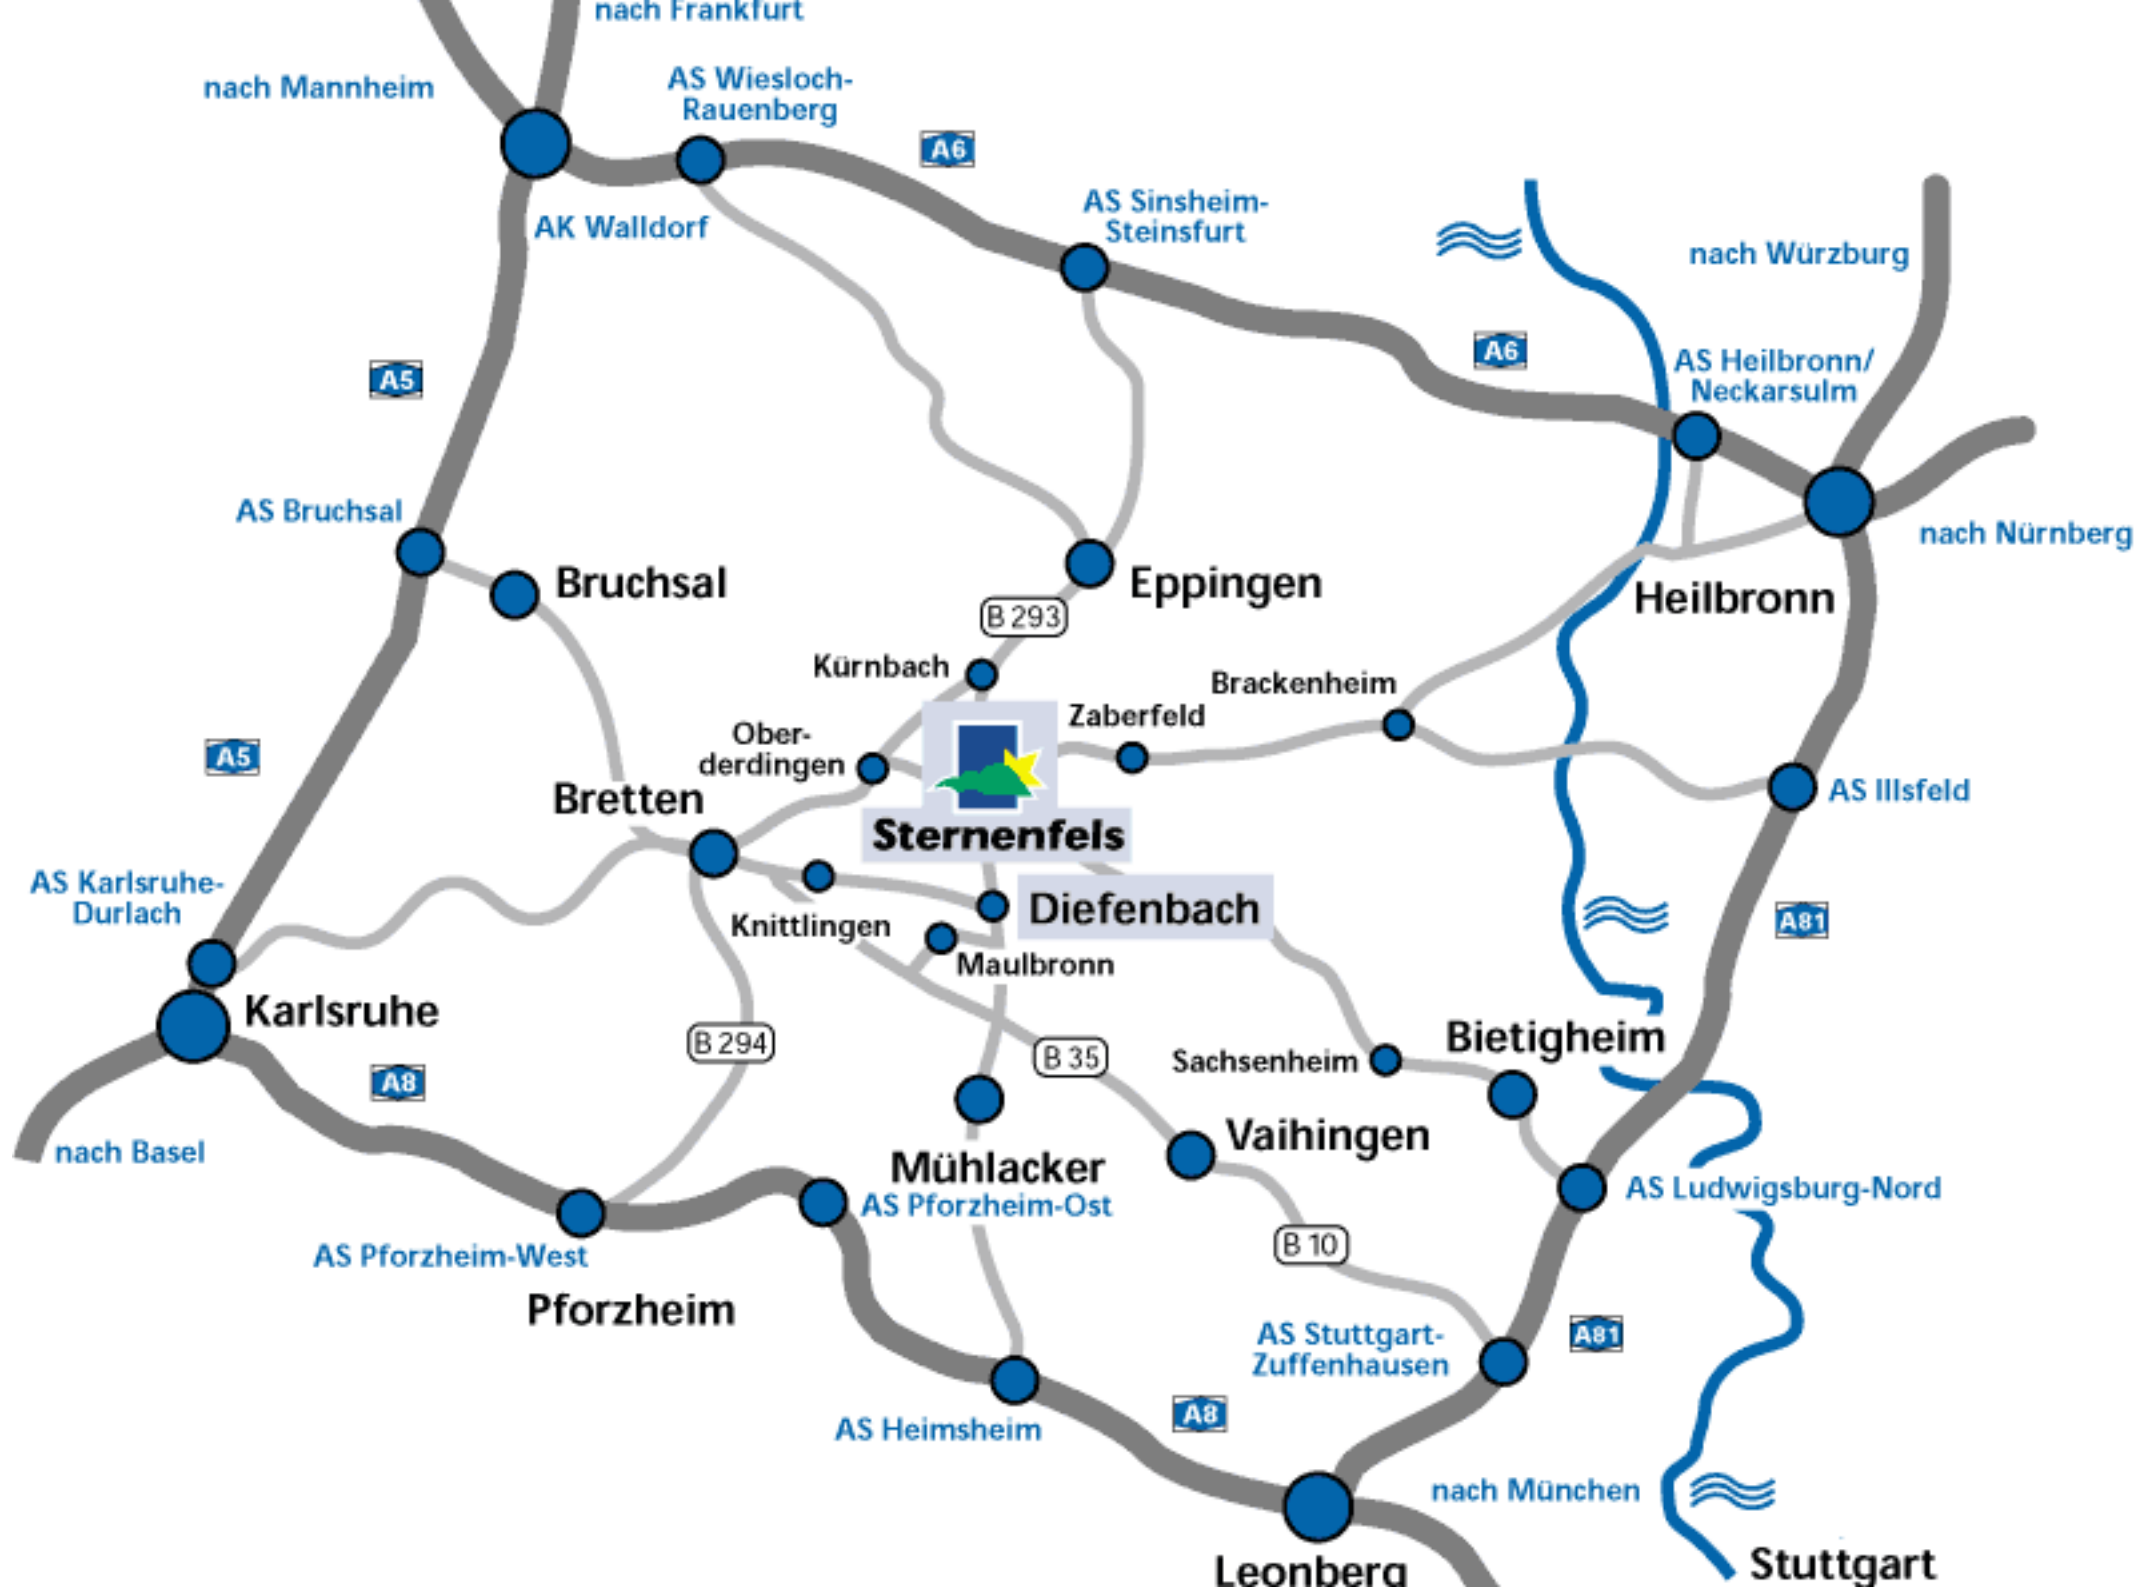 nach Frankfurt
nach Mannheim
AS Wiesloch-
Rauenberg
A6
AK Walldorf
AS Sinsheim-
Steinsfurt
nach Würzburg
A6
AS Heilbronn/
Neckarsulm
A5
AS Bruchsal
nach Nürnberg
Bruchsal
Eppingen
Heilbronn
B 293
Kürnbach
Brackenheim
Zaberfeld
Ober-
derdingen
A5
Bretten
AS Illsfeld
Sternenfels
AS Karlsruhe-
Durlach
Diefenbach
A81
Knittlingen
Maulbronn
Karlsruhe
B 294
B 35
Bietigheim
Sachsenheim
A8
nach Basel
Vaihingen
Mühlacker
AS Pforzheim-Ost
AS Ludwigsburg-Nord
AS Pforzheim-West
B 10
Pforzheim
AS Stuttgart-
Zuffenhausen
A81
AS Heimsheim
A8
nach München
Leonberg
Stuttgart